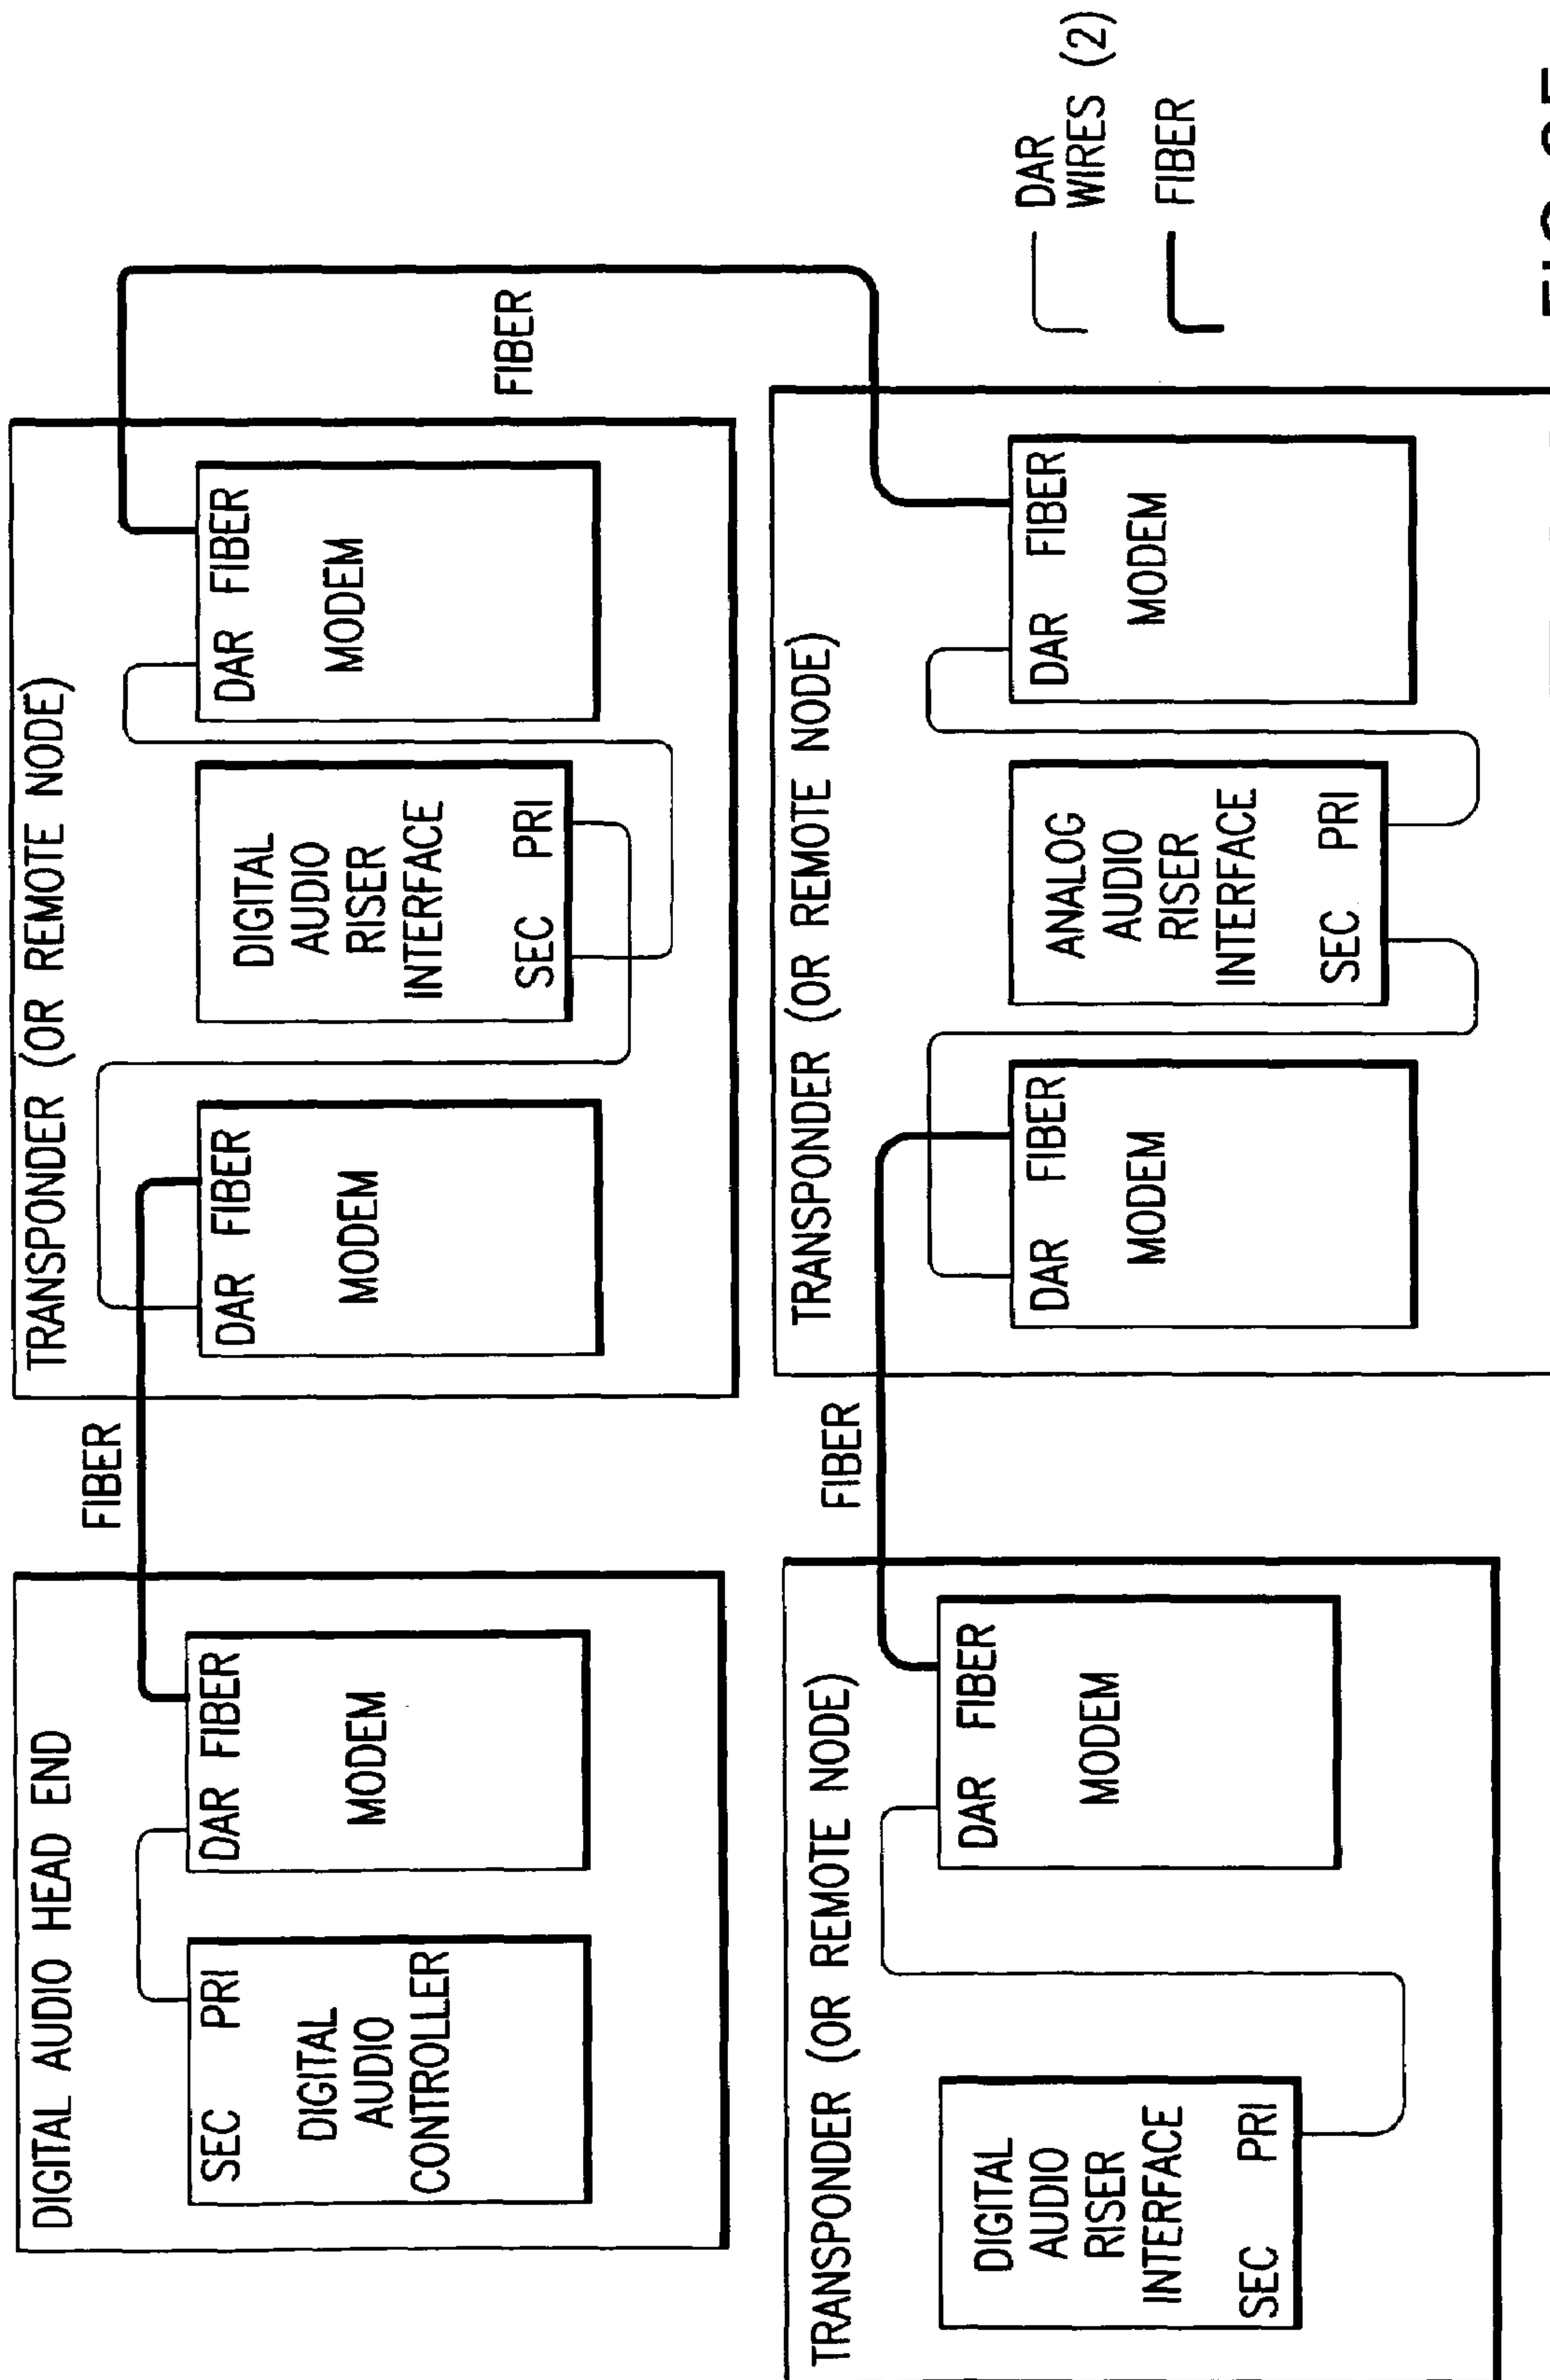 DIGITAL AUDIO HEAD END
SEC PRI
DIGITAL
AUDIO
CONTROLLER
DAR FIBER
MODEM
FIBER
TRANSPONDER (OR REMOTE NODE)
DAR FIBER
MODEM
DIGITAL
AUDIO
RISER
INTERFACE
SEC PRI
DAR FIBER
MODEM
FIBER
TRANSPONDER (OR REMOTE NODE)
DIGITAL
AUDIO
RISER
INTERFACE
SEC PRI
DAR FIBER
MODEM
FIBER
TRANSPONDER (OR REMOTE NODE)
DAR FIBER
MODEM
ANALOG
AUDIO
RISER
INTERFACE
SEC PRI
DAR FIBER
MODEM
DAR
WIRES (2)
FIBER